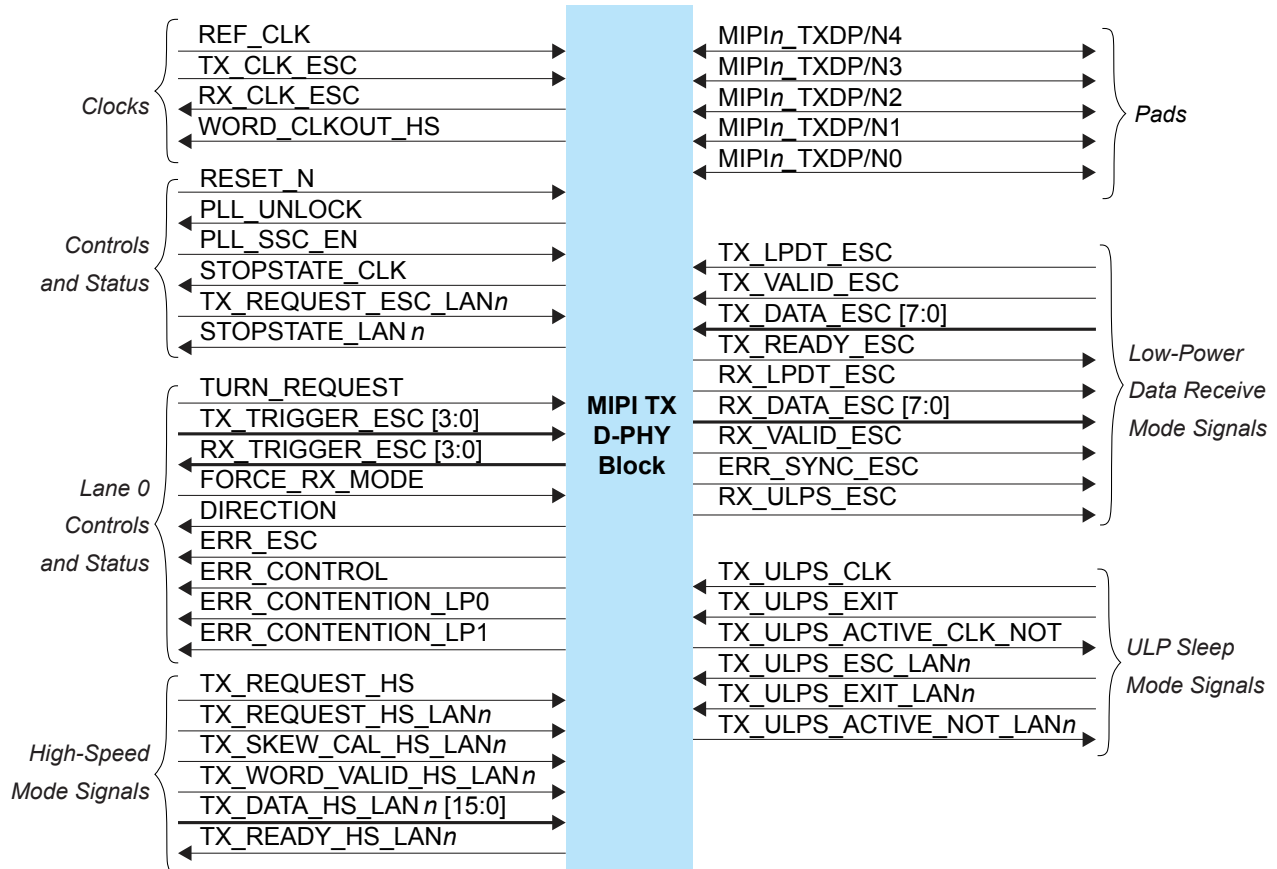 Clocks
REF_CLK
TX_CLK_ESC
RX_CLK_ESC
WORD_CLKOUT_HS
Controls
and Status
RESET_N
PLL_UNLOCK
PLL_SSC_EN
STOPSTATE_CLK
TX_REQUEST_ESC_LANn
STOPSTATE_LAN n
Lane 0
Controls
and Status
TURN_REQUEST
TX_TRIGGER_ESC [3:0]
RX_TRIGGER_ESC [3:0]
FORCE_RX_MODE
DIRECTION
ERR_ESC
ERR_CONTROL
ERR_CONTENTION_LP0
ERR_CONTENTION_LP1
High-Speed
Mode Signals
TX_REQUEST_HS
TX_REQUEST_HS_LANn
TX_SKEW_CAL_HS_LANn
TX_WORD_VALID_HS_LANn
TX_DATA_HS_LAN n [15:0]
TX_READY_HS_LANn
MIPI TX
D-PHY
Block
MIPIn_TXDP/N4
MIPIn_TXDP/N3
MIPIn_TXDP/N2
MIPIn_TXDP/N1
MIPIn_TXDP/N0
Pads
TX_LPDT_ESC
TX_VALID_ESC
TX_DATA_ESC [7:0]
TX_READY_ESC
RX_LPDT_ESC
RX_DATA_ESC [7:0]
RX_VALID_ESC
ERR_SYNC_ESC
RX_ULPS_ESC
Low-Power
Data Receive
Mode Signals
TX_ULPS_CLK
TX_ULPS_EXIT
TX_ULPS_ACTIVE_CLK_NOT
TX_ULPS_ESC_LANn
TX_ULPS_EXIT_LANn
TX_ULPS_ACTIVE_NOT_LANn
ULP Sleep
Mode Signals